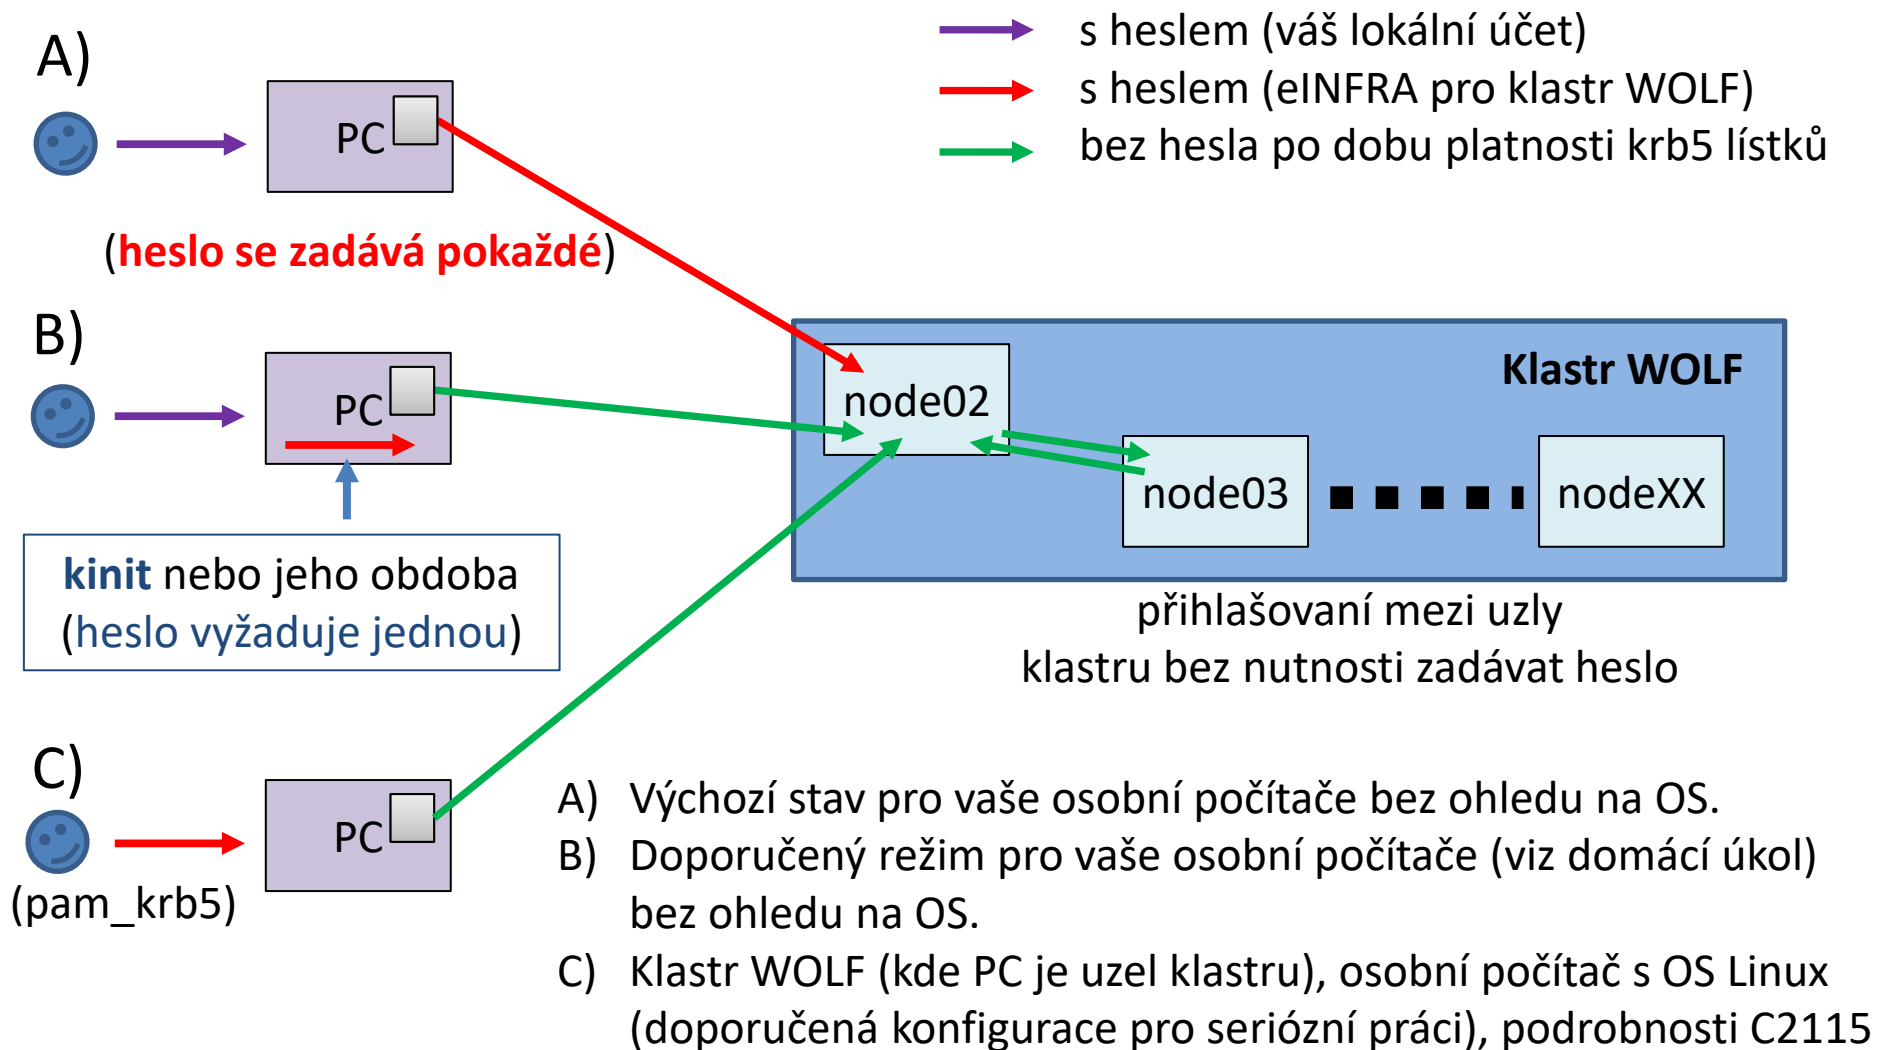 A)
PC
(heslo se zadává pokaždé)
s heslem (váš lokální účet)
s heslem (eINFRA pro klastr WOLF)
bez hesla po dobu platnosti krb5 lístků
B)
PC
kinit nebo jeho obdoba
(heslo vyžaduje jednou)
Klastr WOLF
node02
node03
nodeXX
přihlašovaní mezi uzly
klastru bez nutnosti zadávat heslo
C)
PC
(pam_krb5)
A) Výchozí stav pro vaše osobní počítače bez ohledu na OS.
B) Doporučený režim pro vaše osobní počítače (viz domácí úkol)
bez ohledu na OS.
C) Klastr WOLF (kde PC je uzel klastru), osobní počítač s OS Linux
(doporučená konfigurace pro seriózní práci), podrobnosti C2115